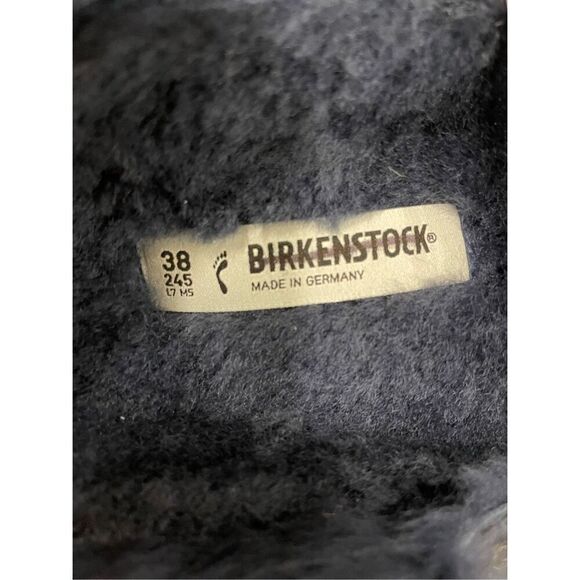 38
245
L7 M5
BIRKENSTOCK®
MADE IN GERMANY